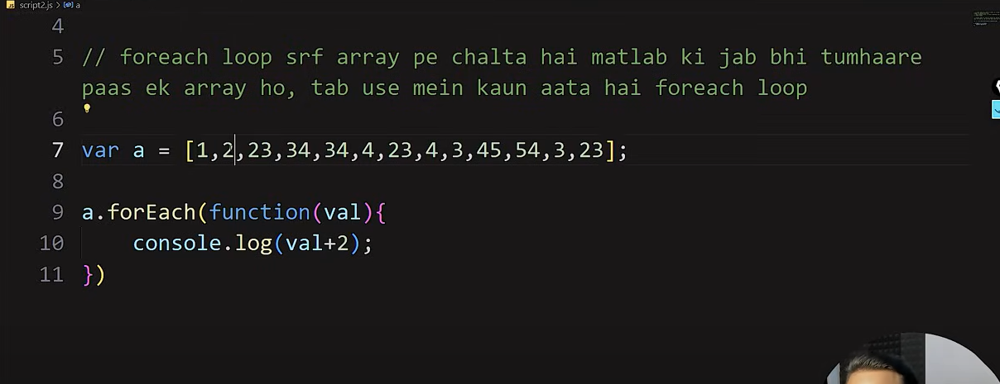 script2.js > a
4
5 // foreach loop srf array pe chalta hai matlab ki jab bhi tumhaare
paas ek array ho, tab use mein kaun aata hai foreach loop
6
7 var a = [1,2,23,34,34,4,23,4,3,45,54,3,23];
8
9 a.forEach(function(val){
10 console.log(val+2);
11 })